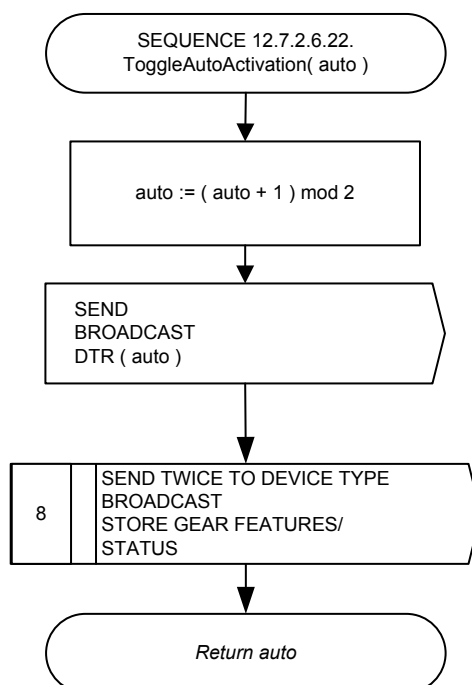 SEQUENCE 12.7.2.6.22.
ToggleAutoActivation( auto )
auto := ( auto + 1 ) mod 2
SEND
BROADCAST
DTR ( auto )
8
SEND TWICE TO DEVICE TYPE
BROADCAST
STORE GEAR FEATURES/
STATUS
Return auto